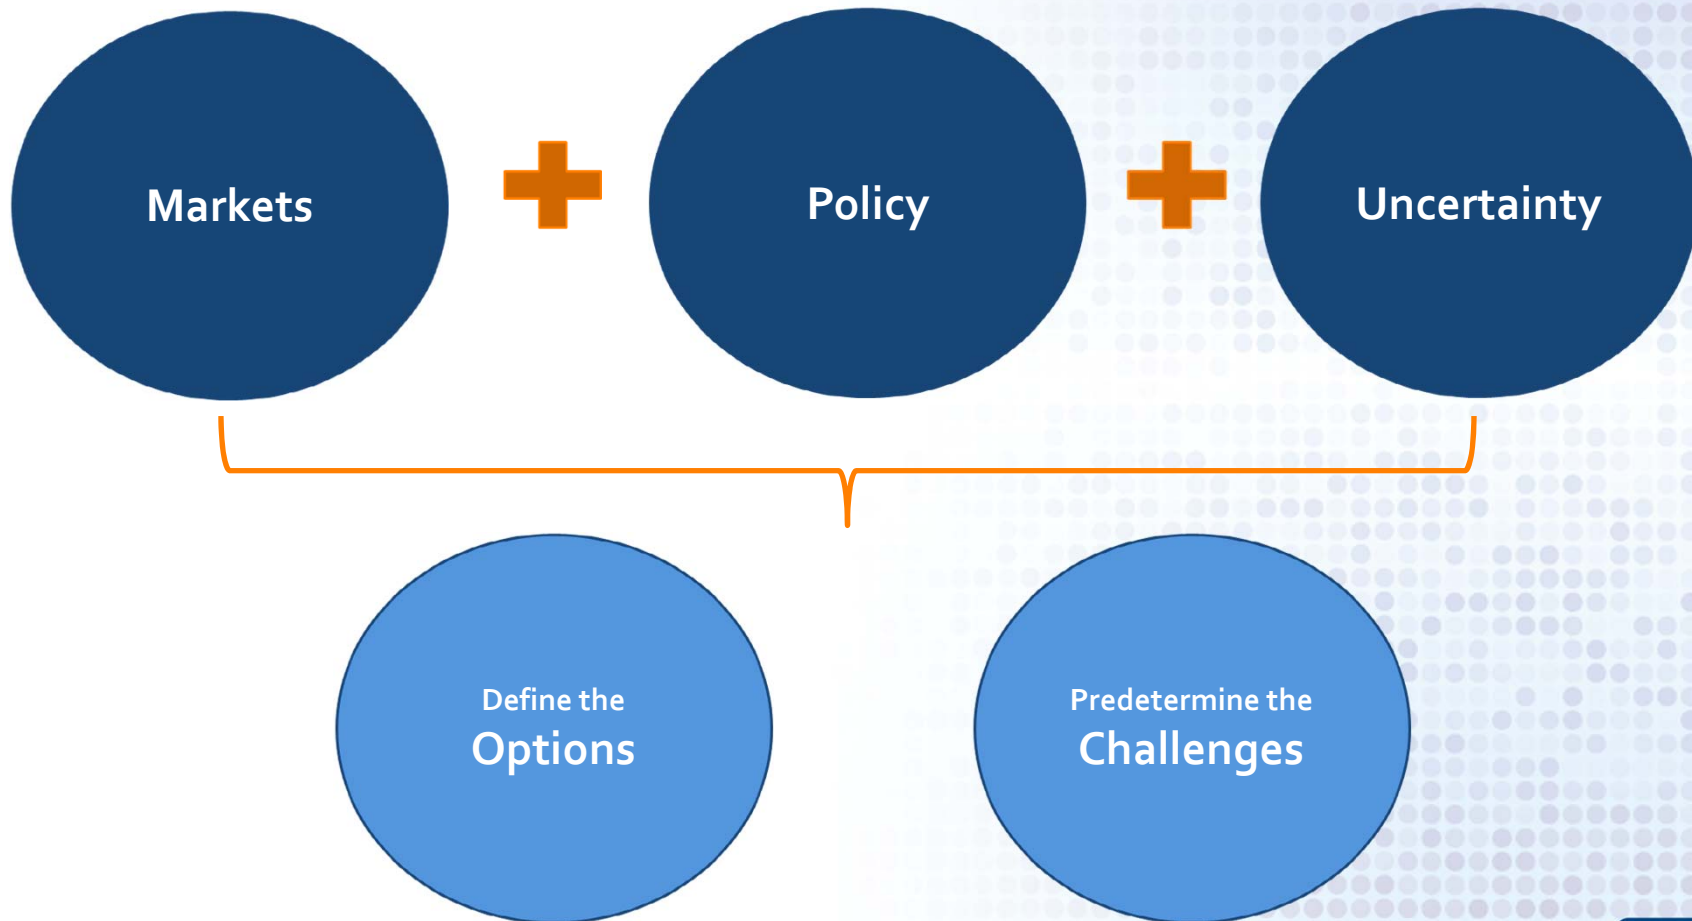 Markets
Policy
Uncertainty
Define the
Options
Predetermine the
Challenges